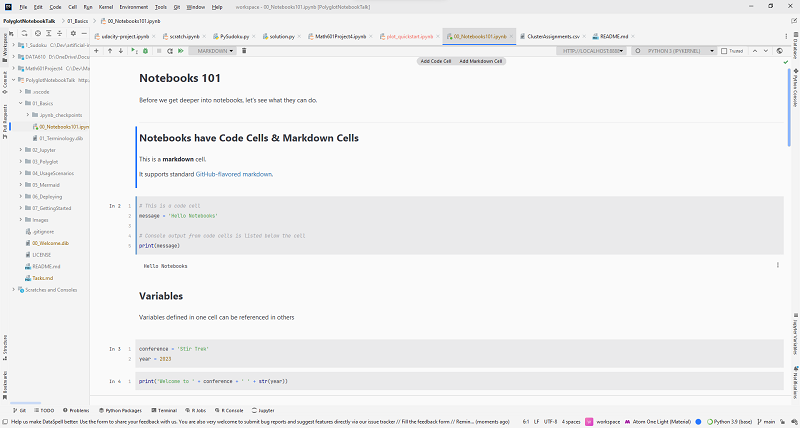 File Edit View Navigate Code Run Kernel Environment Tools Git Window Help workspace - 00_Notebooks101.ipynb [PolyglotNotebookTalk]
PolyglotNotebookTalk 01_Basics 00_Notebooks101.ipynb
udacity-project.ipynb scratch.ipynb PySudoku.py solution.py Math601Project4.ipynb plot_quickstart.ipynb 00_Notebooks101.ipynb ClusterAssignments.csv README.md
MARKDOWN HTTP://LOCALHOST:888 PYTHON 3 (IPYKERNEL) Trusted
Add Code Cell Add Markdown Cell
Workspace
Commit
Pull Requests
Structure
Bookmarks
1_Sudoku
DATA610
Math601Project4 C:\Dev\Mat
PolyglotNotebookTalk
.vscode
01_Basics
.ipynb_checkpoints
00_Notebooks101.ipyn
01_Terminology.dib
02_Jupyter
03_Polyglot
04_UsageScenarios
05_Mermaid
06_Deploying
07_GettingStarted
Images
.gitignore
00_Welcome.dib
LICENSE
README.md
Tasks.md
Scratches and Consoles
Notebooks 101
Before we get deeper into notebooks, let's see what they can do.
Notebooks have Code Cells & Markdown Cells
This is a markdown cell.
It supports standard GitHub-flavored markdown.
In 2 1 # This is a code cell
2 message = 'Hello Notebooks'
3
4 # Console output from code cells is listed below the cell
5 print(message)
Hello Notebooks
Variables
Variables defined in one cell can be referenced in others
In 3 1 conference = 'Stir Trek'
2 year = 2023
In 4 1 print('Welcome to ' + conference + ' ' + str(year))
Database
Python Console
Jupyter Variables
Notifications
Git TODO Problems Python Packages Terminal R Jobs R Console Jupyter
Help us make DataSpell better. Use the form to share your feedback with us. You are also very welcome to submit bug reports and suggest features directly via our issue tracker // Fill the feedback form // Remin... (moments ago) 6:1 LF UTF-8 4 spaces workspace Atom One Light (Material) Python 3.9 (base) main